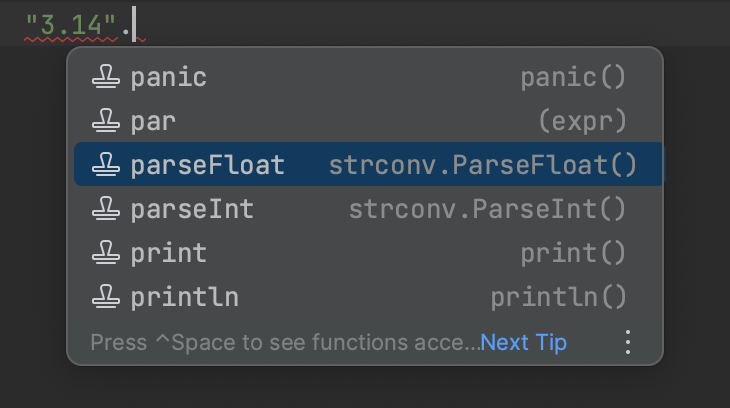 "3.14".
panic panic()
par (expr)
parseFloat strconv.ParseFloat()
parseInt strconv.ParseInt()
print print()
println println()
Press ^Space to see functions acce...Next Tip